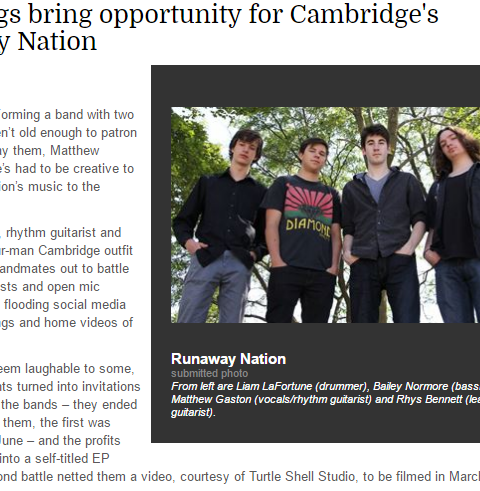 gs bring opportunity for Cambridge's
y Nation
forming a band with two
n't old enough to patron
ay them, Matthew
e's had to be creative to
ion's music to the
, rhythm guitarist and
ur-man Cambridge outfit
andmates out to battle
sts and open mic
flooding social media
ngs and home videos of
eem laughable to some,
nts turned into invitations
the bands – they ended
them, the first was
June – and the profits
into a self-titled EP
ond battle netted them a video, courtesy of Turtle Shell Studio, to be filmed in March
DIAMOND
Runaway Nation
submitted photo
From left are Liam LaFortune (drummer), Bailey Normore (bass
Matthew Gaston (vocals/rhythm guitarist) and Rhys Bennett (lea
guitarist).